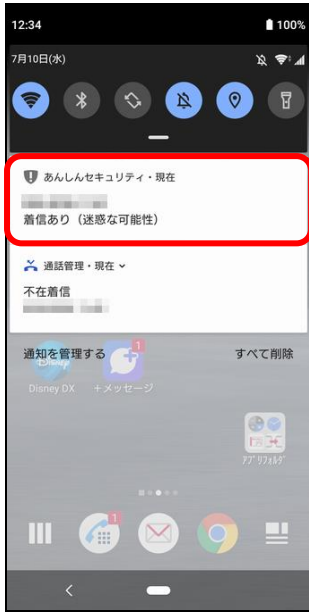 12:34
100%
7月10日(水)
あんしんセキュリティ・現在
着信あり（迷惑な可能性）
通話管理・現在
不在着信
通知を管理する
すべて削除
1
Disney DX
+メッセージ
アプリフォルダ
1